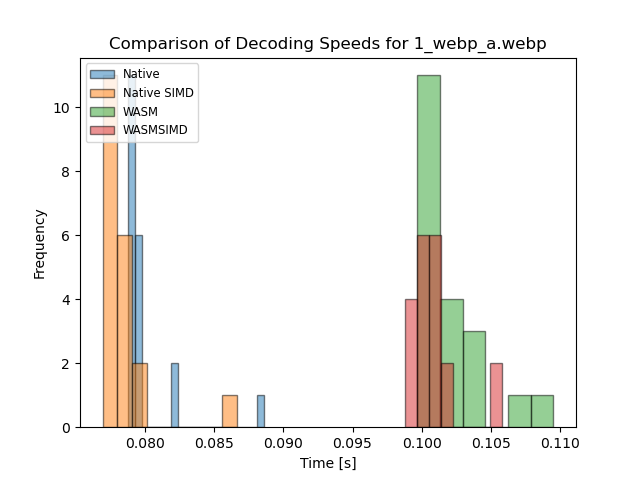 Comparison of Decoding Speeds for 1_webp_a.webp
Native
Native SIMD
WASM
WASMSIMD
10
8
6
4
2
0
Frequency
0.080 0.085 0.090 0.095 0.100 0.105 0.110
Time [s]